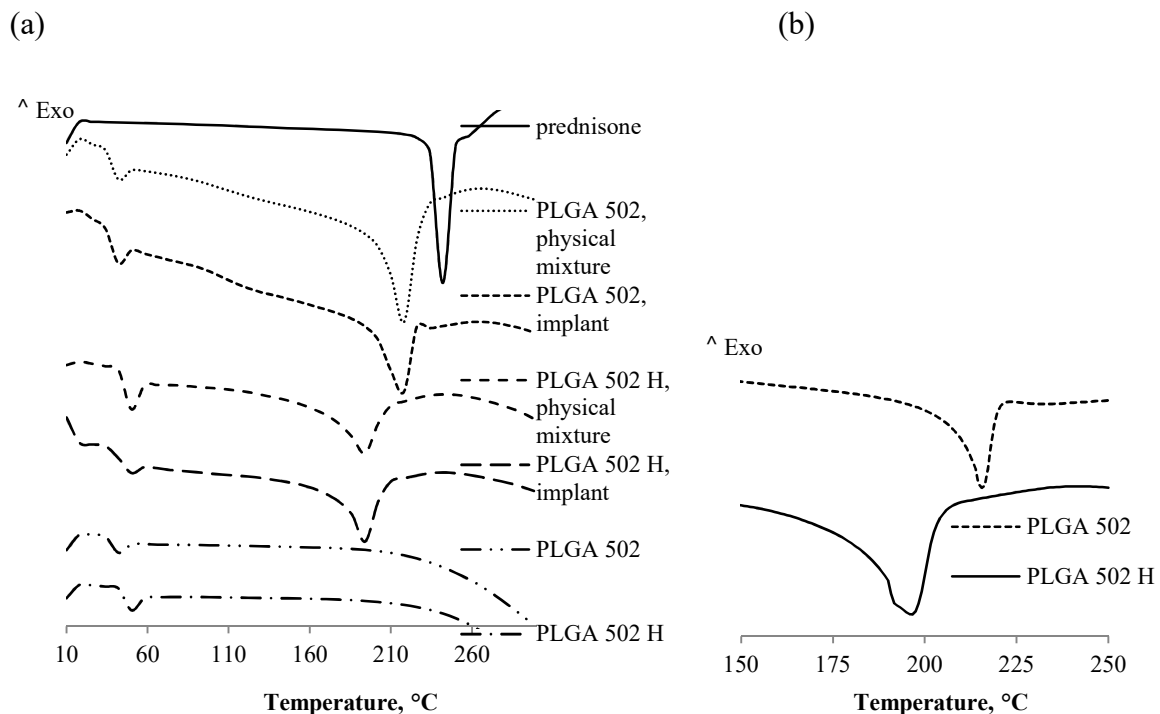 (a)
(b)
^ Exo
prednisone
PLGA 502,
physical
mixture
PLGA 502,
implant
PLGA 502 H,
physical
mixture
PLGA 502 H,
implant
PLGA 502
PLGA 502 H
10 60 110 160 210 260
Temperature, °C
^ Exo
PLGA 502
PLGA 502 H
150 175 200 225 250
Temperature, °C